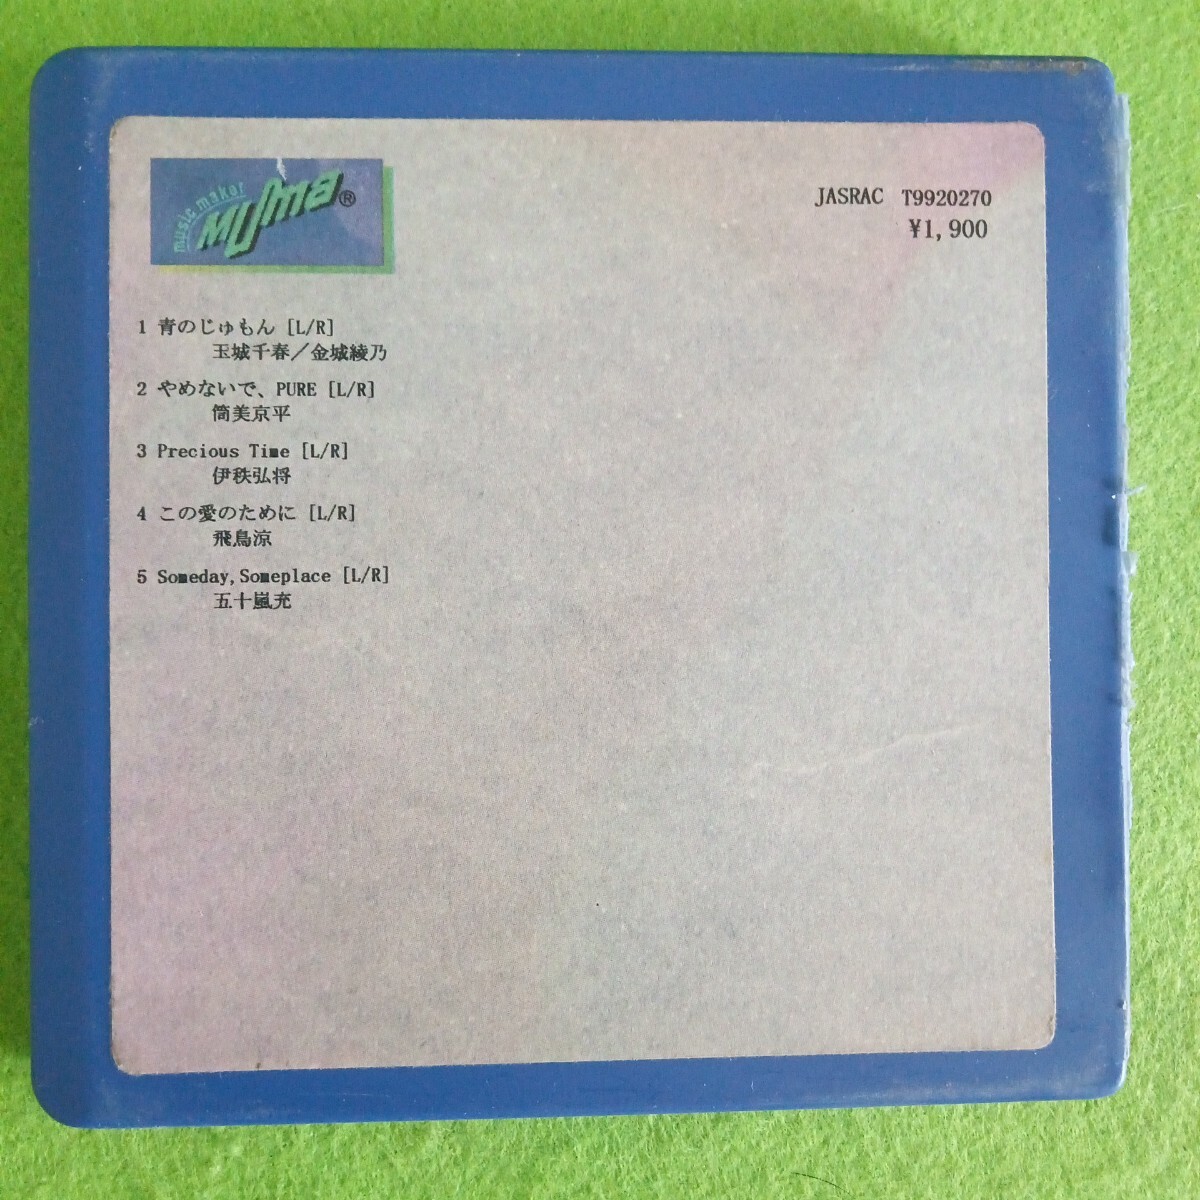 music maker
Muma®
JASRAC T9920270
¥1,900
1 青のじゅもん [L/R]
玉城千春／金城綾乃
2 やめないで、PURE [L/R]
筒美京平
3 Precious Time [L/R]
伊秩弘将
4 この愛のために [L/R]
飛鳥涼
5 Someday,Someplace [L/R]
五十嵐充